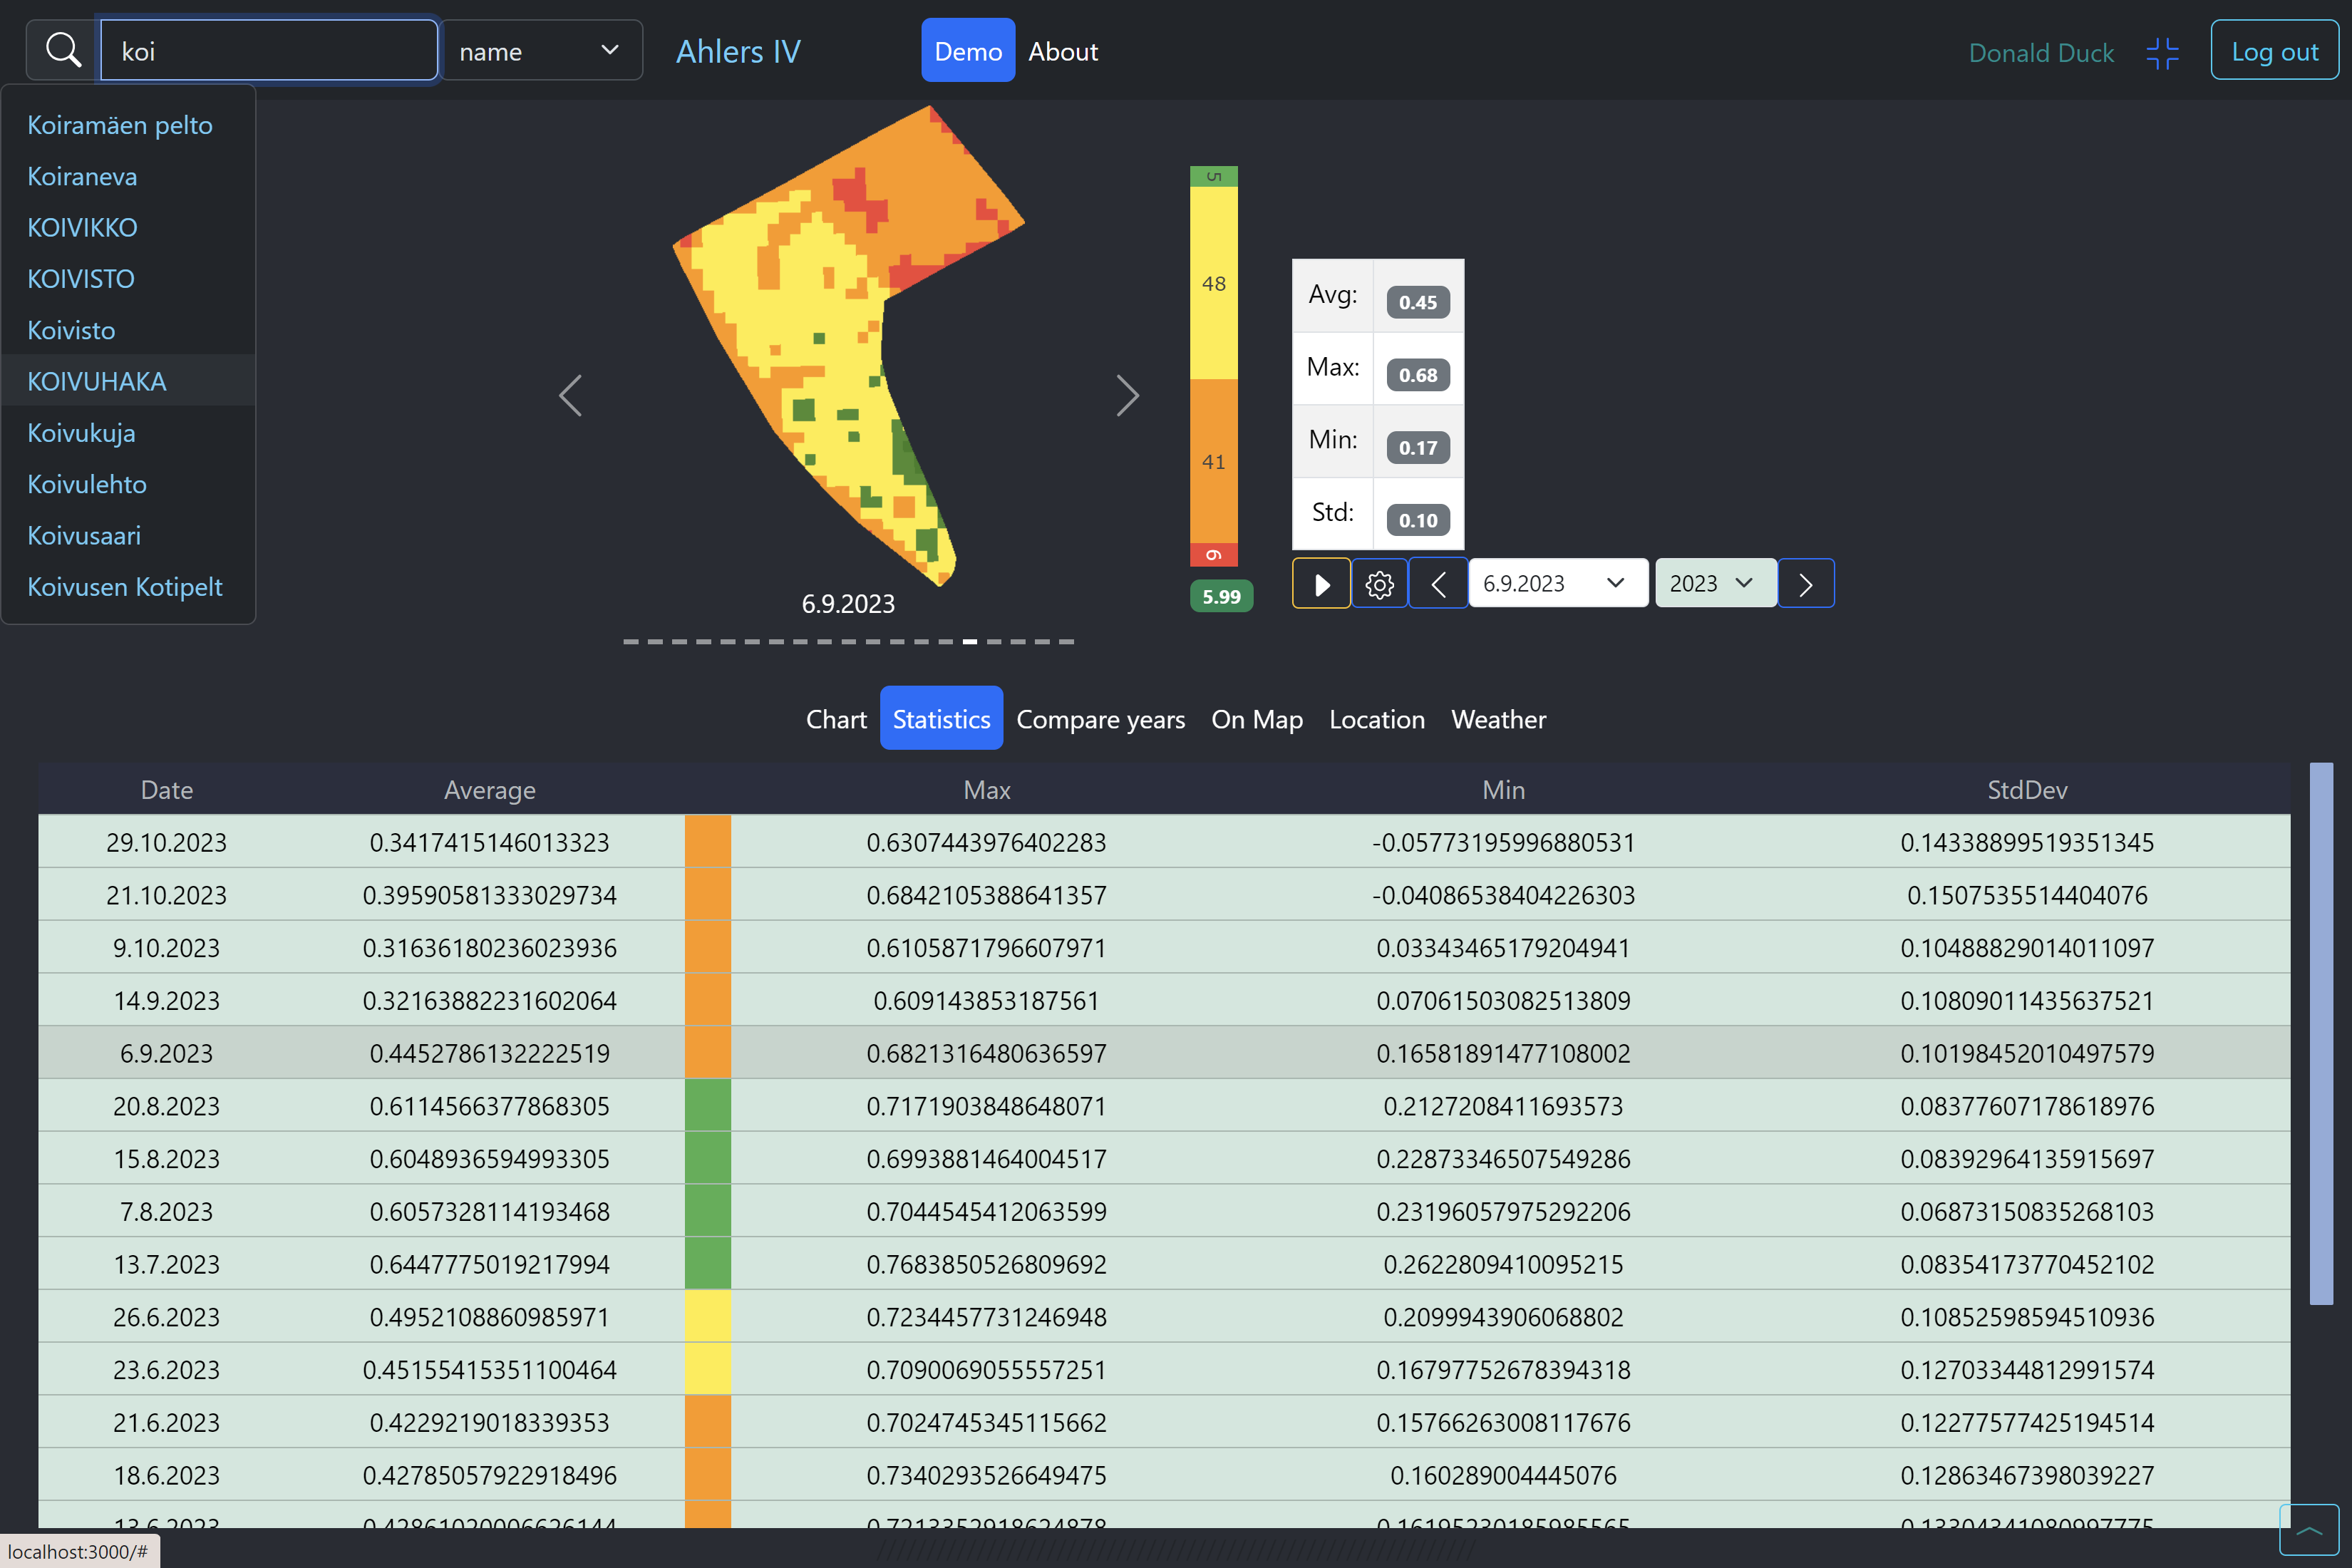 koi name Ahlers IV Demo About Donald Duck Log out
Koiramäen pelto
Koiraneva
KOIVIKKO
KOIVISTO
Koivisto
KOIVUHAKA
Koivukuja
Koivulehto
Koivusaari
Koivusen Kotipelt
6.9.2023
5
48
41
6
5.99
Avg: 0.45
Max: 0.68
Min: 0.17
Std: 0.10
6.9.2023 2023
Chart Statistics Compare years On Map Location Weather
Date Average Max Min StdDev
29.10.2023 0.3417415146013323 0.6307443976402283 -0.05773195996880531 0.14338899519351345
21.10.2023 0.39590581333029734 0.6842105388641357 -0.04086538404226303 0.1507535514404076
9.10.2023 0.31636180236023936 0.6105871796607971 0.03343465179204941 0.10488829014011097
14.9.2023 0.32163882231602064 0.609143853187561 0.07061503082513809 0.10809011435637521
6.9.2023 0.4452786132222519 0.6821316480636597 0.16581891477108002 0.10198452010497579
20.8.2023 0.6114566377868305 0.7171903848648071 0.2127208411693573 0.08377607178618976
15.8.2023 0.6048936594993305 0.6993881464004517 0.22873346507549286 0.08392964135915697
7.8.2023 0.6057328114193468 0.7044545412063599 0.23196057975292206 0.06873150835268103
13.7.2023 0.6447775019217994 0.7683850526809692 0.2622809410095215 0.08354173770452102
26.6.2023 0.4952108860985971 0.7234457731246948 0.2099943906068802 0.10852598594510936
23.6.2023 0.45155415351100464 0.7090069055557251 0.16797752678394318 0.12703344812991574
21.6.2023 0.4229219018339353 0.7024745345115662 0.15766263008117676 0.12277577425194514
18.6.2023 0.42785057922918496 0.7340293526649475 0.160289004445076 0.12863467398039227
13.6.2023
localhost:3000/#